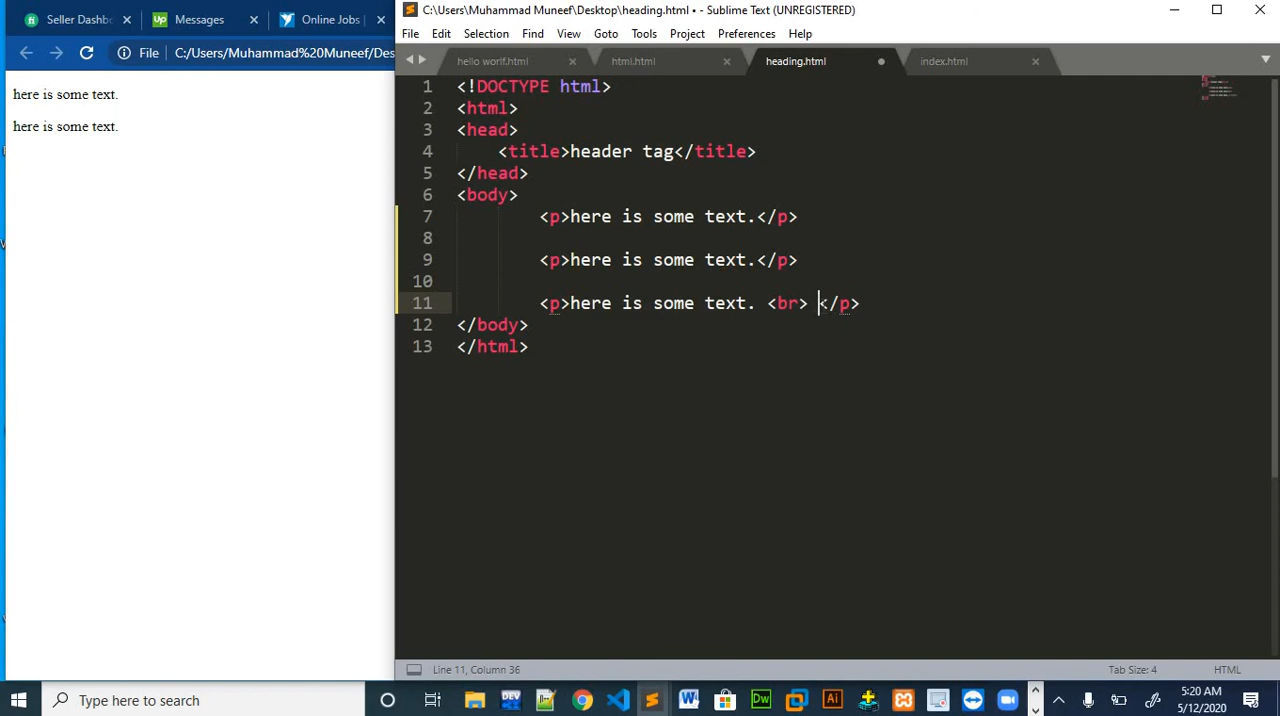 C:\Users\Muhammad Muneef\Desktop\heading.html • - Sublime Text (UNREGISTERED)
Seller Dashbo
Messages
Online Jobs
File Edit Selection Find View Goto Tools Project Preferences Help
File C:/Users/Muhammad%20Muneef/Des
hello worlf.html
html.html
heading.html
index.html
here is some text.
here is some text.
1 <!DOCTYPE html>
2 <html>
3 <head>
4 <title>header tag</title>
5 </head>
6 <body>
7 <p>here is some text.</p>
8
9 <p>here is some text.</p>
10
11 <p>here is some text. <br> </p>
12 </body>
13 </html>
Line 11, Column 36
Tab Size: 4
HTML
Type here to search
DEV
W
Dw
Ai
5:20 AM
5/12/2020